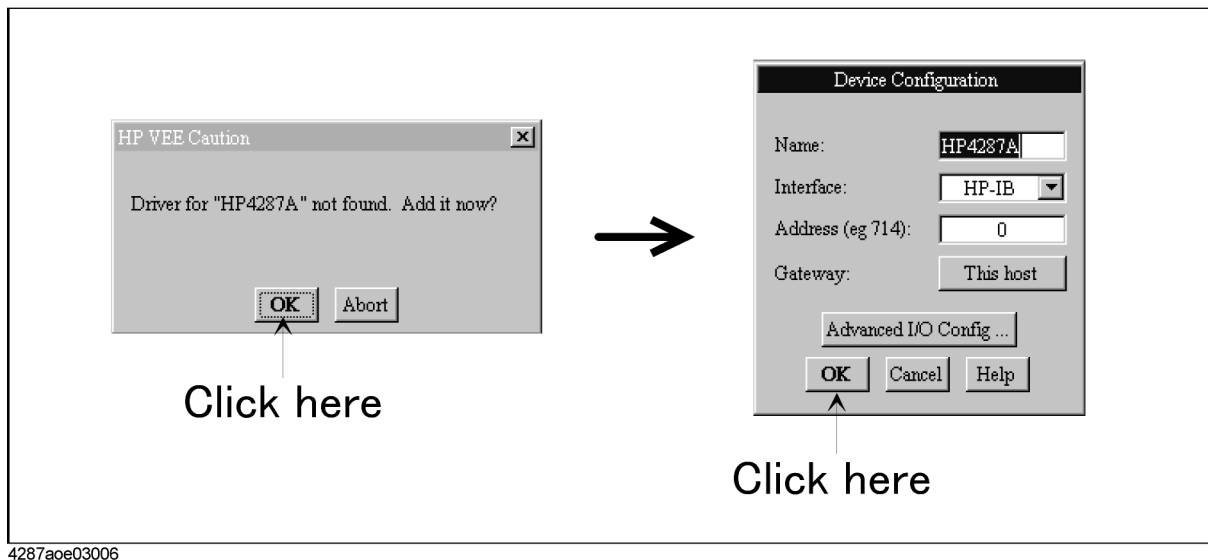 HP VEE Caution
Driver for "HP4287A" not found.  Add it now?
OK
Abort
Click here
Device Configuration
Name:
HP4287A
Interface:
HP-IB
Address (eg 714):
0
Gateway:
This host
Advanced I/O Config ...
OK
Cancel
Help
Click here
4287aoe03006